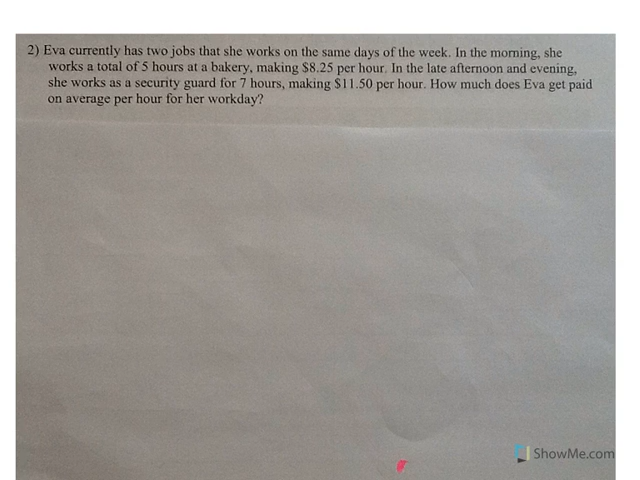 2) Eva currently has two jobs that she works on the same days of the week. In the morning, she
works a total of 5 hours at a bakery, making $8.25 per hour. In the late afternoon and evening,
she works as a security guard for 7 hours, making $11.50 per hour. How much does Eva get paid
on average per hour for her workday?
ShowMe.com